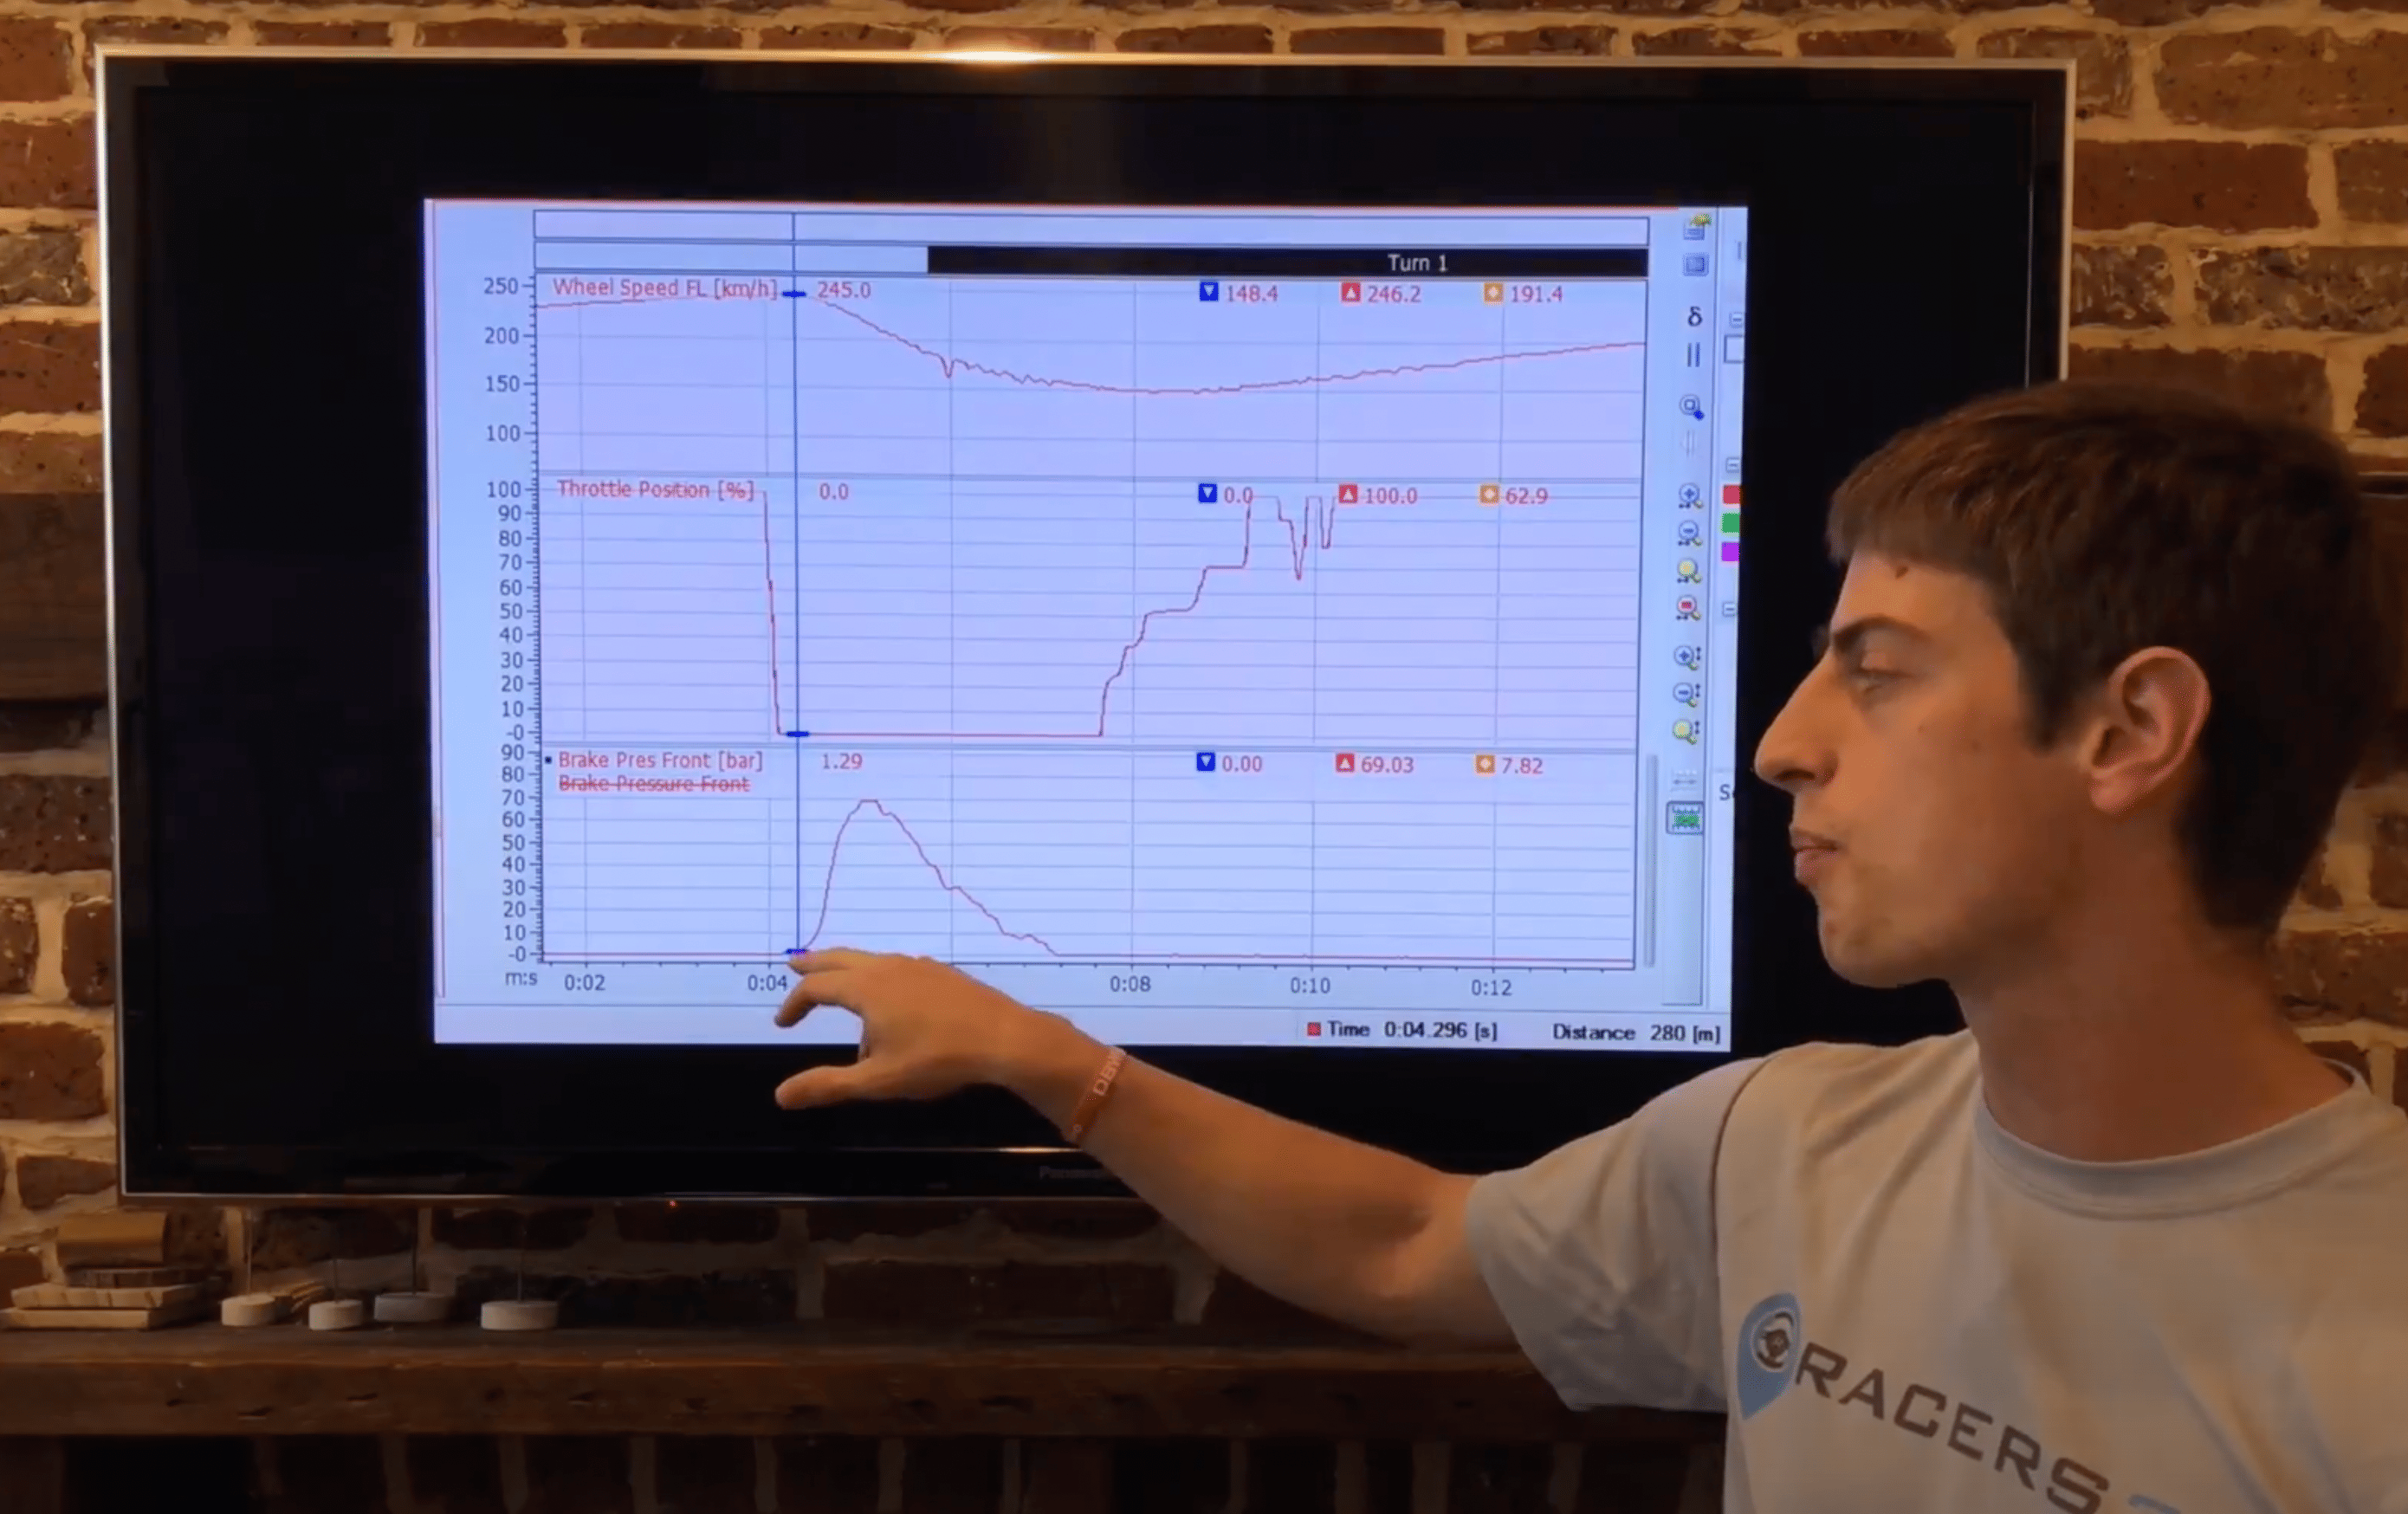 Turn 1
250 Wheel Speed FL [km/h] 245.0 148.4 246.2 191.4
200
150
100
100 Throttle Position [%] 0.0 0.0 100.0 62.9
90
80
70
60
50
40
30
20
10
-0
90 Brake Pres Front [bar] 1.29 0.00 69.03 7.82
80 Brake Pressure Front
70
60
50
40
30
20
10
-0
m:s 0:02 0:04 0:08 0:10 0:12
Time 0:04.296 [s] Distance 280 [m]
δ
Panasonic
RACERS